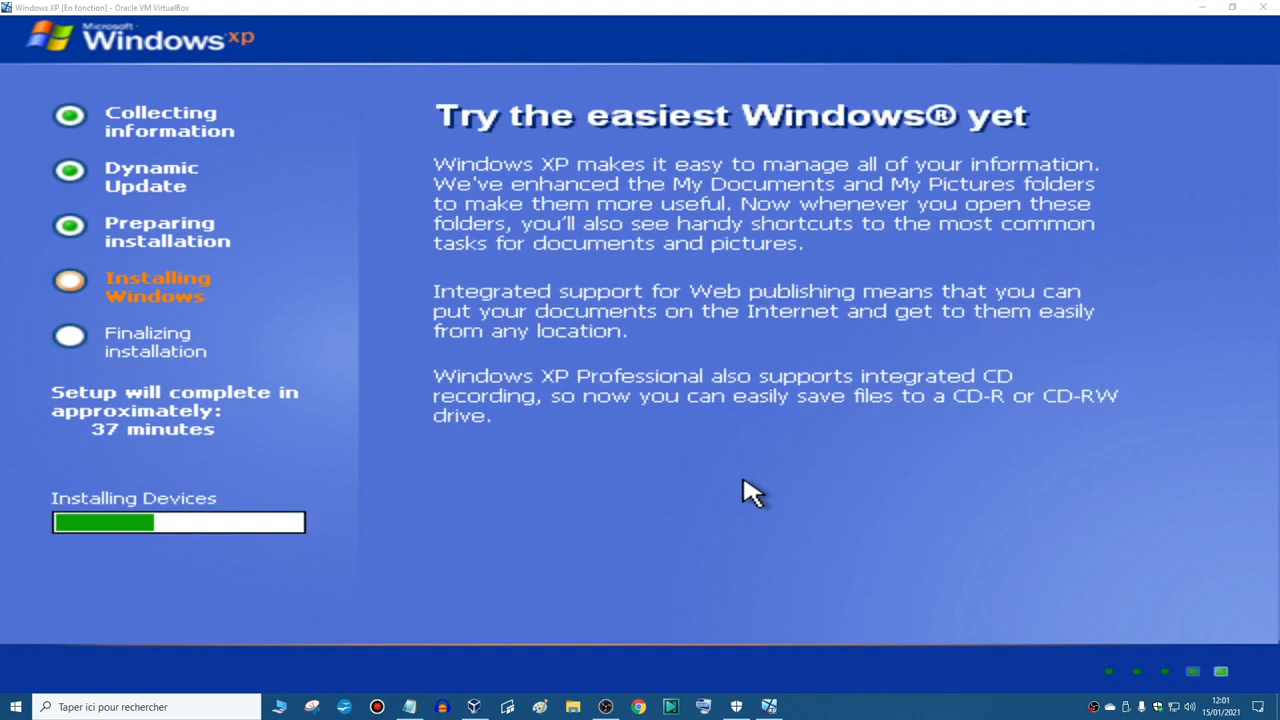 Windows XP [En fonction] - Oracle VM VirtualBox
Microsoft
Windows xp
Collecting
information
Dynamic
Update
Preparing
installation
Installing
Windows
Finalizing
installation
Setup will complete in
approximately:
37 minutes
Installing Devices
Try the easiest Windows® yet
Windows XP makes it easy to manage all of your information.
We've enhanced the My Documents and My Pictures folders
to make them more useful. Now whenever you open these
folders, you'll also see handy shortcuts to the most common
tasks for documents and pictures.
Integrated support for Web publishing means that you can
put your documents on the Internet and get to them easily
from any location.
Windows XP Professional also supports integrated CD
recording, so now you can easily save files to a CD-R or CD-RW
drive.
Taper ici pour rechercher
12:01
15/01/2021